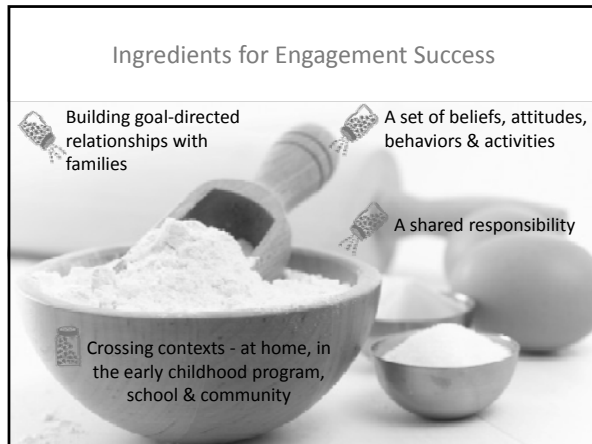 Ingredients for Engagement Success
Building goal-directed
relationships with
families
A set of beliefs, attitudes,
behaviors & activities
A shared responsibility
Crossing contexts - at home, in
the early childhood program,
school & community